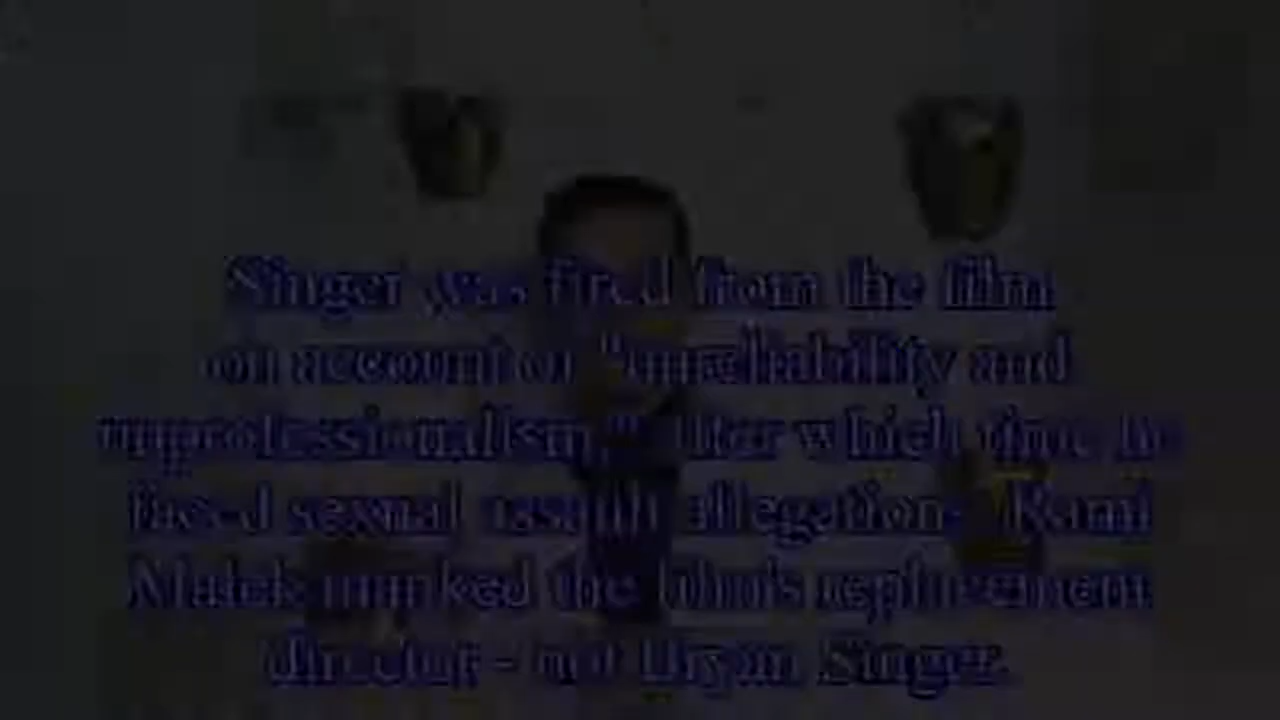 Singer was fired from the film
on account of "unreliability and
unprofessionalism," after which time he
faced sexual assault allegations. Rami
Malek thanked the film's replacement
director - not Bryan Singer.